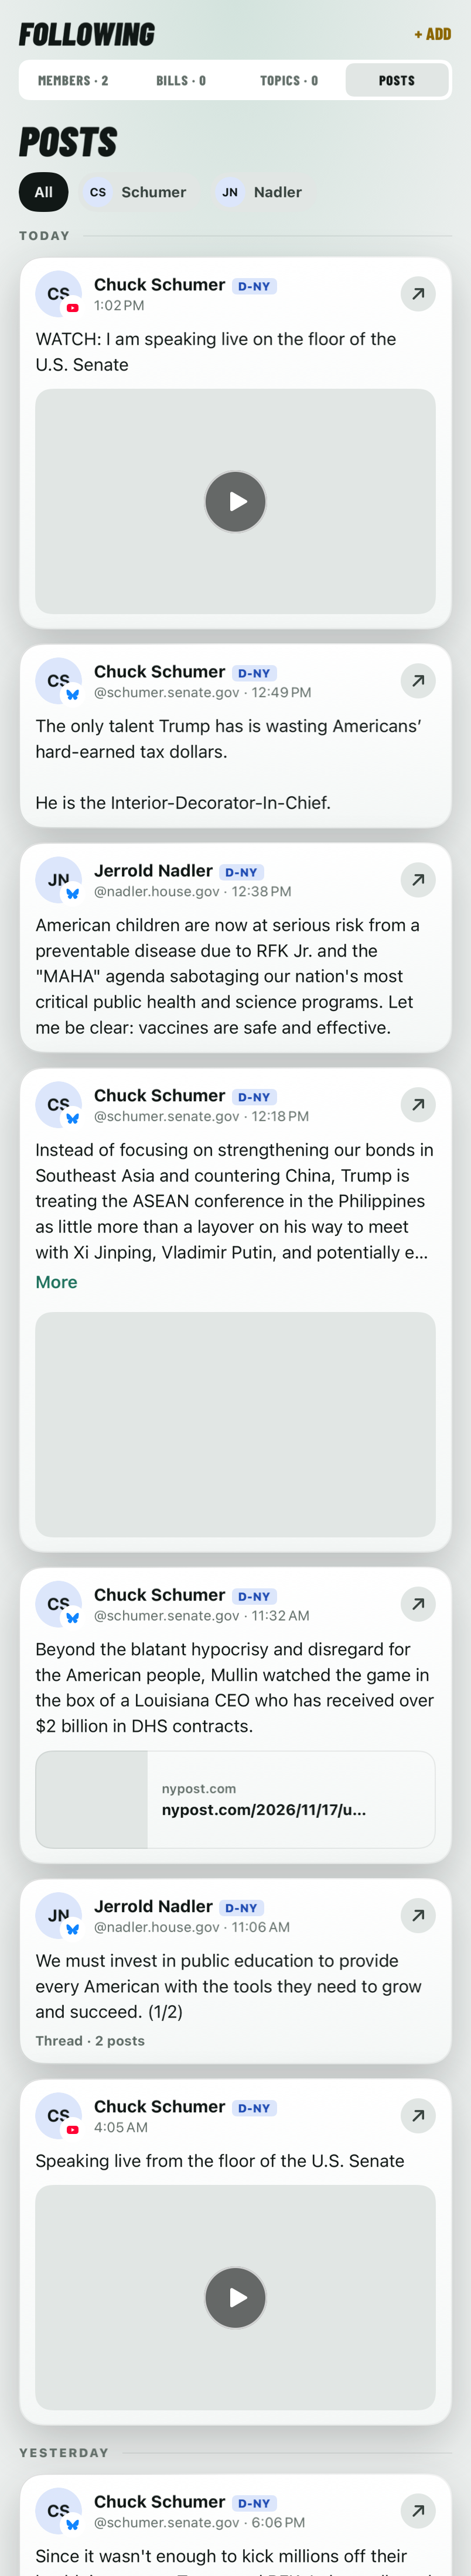 FOLLOWING
+ ADD
MEMBERS · 2
BILLS · 0
TOPICS · 0
POSTS
POSTS
All
CS Schumer
JN Nadler
TODAY
CS
Chuck Schumer D-NY
1:02 PM
WATCH: I am speaking live on the floor of the
U.S. Senate
CS
Chuck Schumer D-NY
@schumer.senate.gov · 12:49 PM
The only talent Trump has is wasting Americans’
hard-earned tax dollars.
He is the Interior-Decorator-In-Chief.
JN
Jerrold Nadler D-NY
@nadler.house.gov · 12:38 PM
American children are now at serious risk from a
preventable disease due to RFK Jr. and the
"MAHA" agenda sabotaging our nation's most
critical public health and science programs. Let
me be clear: vaccines are safe and effective.
CS
Chuck Schumer D-NY
@schumer.senate.gov · 12:18 PM
Instead of focusing on strengthening our bonds in
Southeast Asia and countering China, Trump is
treating the ASEAN conference in the Philippines
as little more than a layover on his way to meet
with Xi Jinping, Vladimir Putin, and potentially e...
More
CS
Chuck Schumer D-NY
@schumer.senate.gov · 11:32 AM
Beyond the blatant hypocrisy and disregard for
the American people, Mullin watched the game in
the box of a Louisiana CEO who has received over
$2 billion in DHS contracts.
nypost.com
nypost.com/2026/11/17/u...
JN
Jerrold Nadler D-NY
@nadler.house.gov · 11:06 AM
We must invest in public education to provide
every American with the tools they need to grow
and succeed. (1/2)
Thread · 2 posts
CS
Chuck Schumer D-NY
4:05 AM
Speaking live from the floor of the U.S. Senate
YESTERDAY
CS
Chuck Schumer D-NY
@schumer.senate.gov · 6:06 PM
Since it wasn't enough to kick millions off their